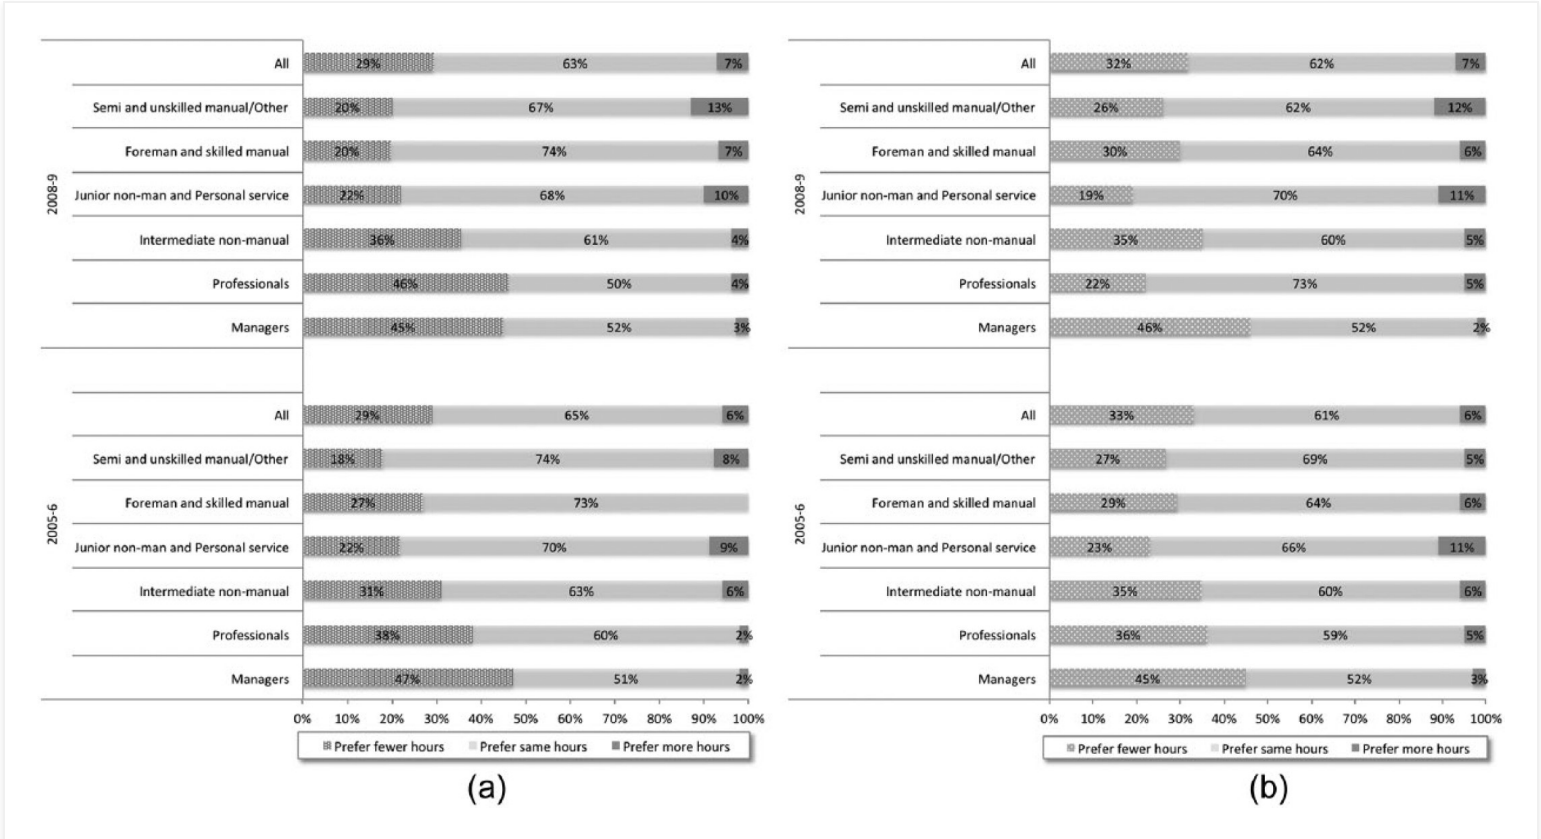 2008-9
All 29% 63% 7%
Semi and unskilled manual/Other 20% 67% 13%
Foreman and skilled manual 20% 74% 7%
Junior non-man and Personal service 22% 68% 10%
Intermediate non-manual 36% 61% 4%
Professionals 46% 50% 4%
Managers 45% 52% 3%
2005-6
All 29% 65% 6%
Semi and unskilled manual/Other 18% 74% 8%
Foreman and skilled manual 27% 73%
Junior non-man and Personal service 22% 70% 9%
Intermediate non-manual 31% 63% 6%
Professionals 38% 60% 2%
Managers 47% 51% 2%
0% 10% 20% 30% 40% 50% 60% 70% 80% 90% 100%
Prefer fewer hours Prefer same hours Prefer more hours
(a)
2008-9
All 32% 62% 7%
Semi and unskilled manual/Other 26% 62% 12%
Foreman and skilled manual 30% 64% 6%
Junior non-man and Personal service 19% 70% 11%
Intermediate non-manual 35% 60% 5%
Professionals 22% 73% 5%
Managers 46% 52% 2%
2005-6
All 33% 61% 6%
Semi and unskilled manual/Other 27% 69% 5%
Foreman and skilled manual 29% 64% 6%
Junior non-man and Personal service 23% 66% 11%
Intermediate non-manual 35% 60% 6%
Professionals 36% 59% 5%
Managers 45% 52% 3%
0% 10% 20% 30% 40% 50% 60% 70% 80% 90% 100%
Prefer fewer hours Prefer same hours Prefer more hours
(b)